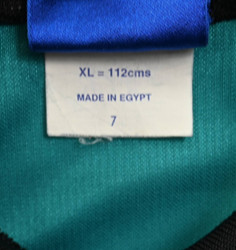 XL = 112cms
MADE IN EGYPT
7